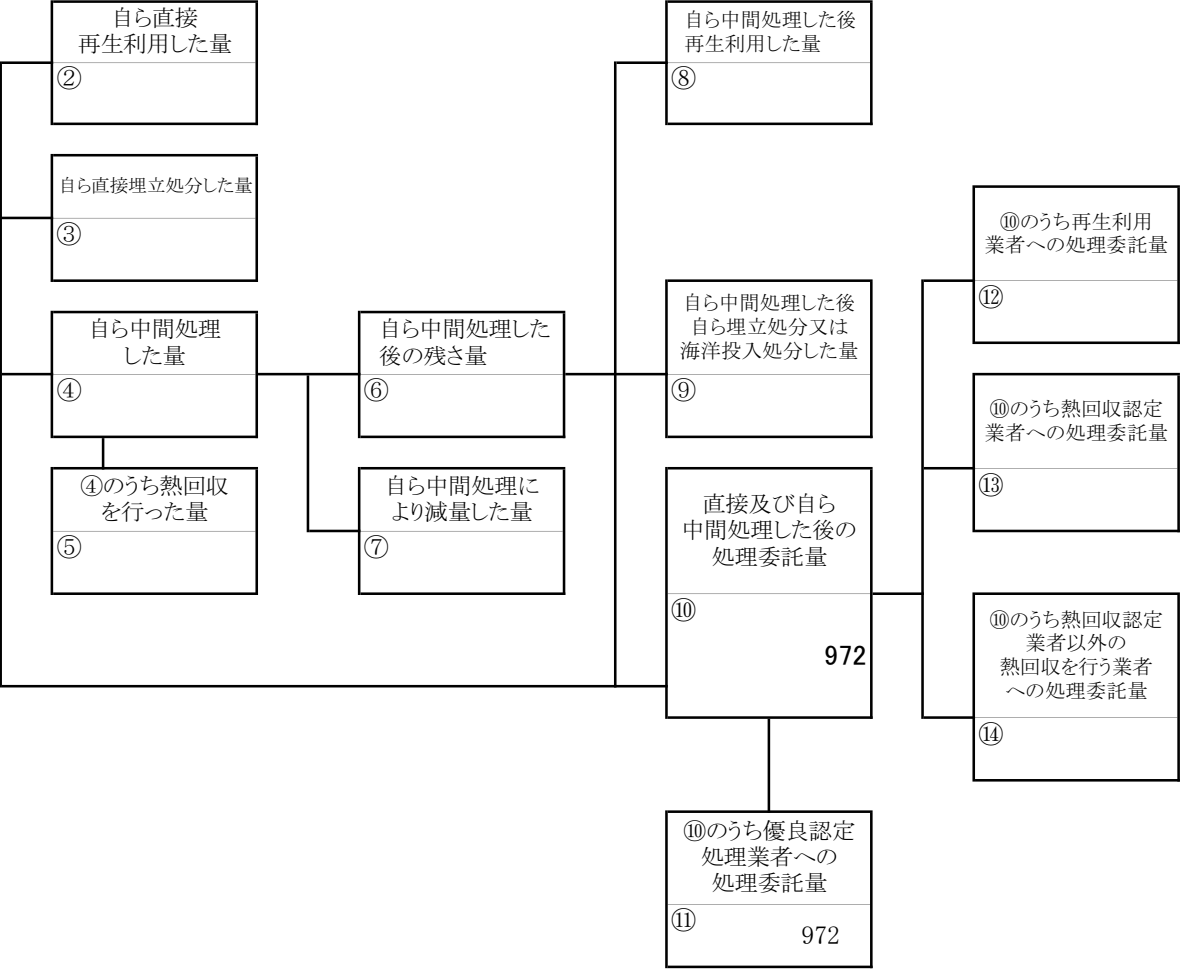 自ら直接
再生利用した量
②
自ら直接埋立処分した量
③
自ら中間処理
した量
④
④のうち熱回収
を行った量
⑤
自ら中間処理した
後の残さ量
⑥
自ら中間処理に
より減量した量
⑦
自ら中間処理した後
再生利用した量
⑧
自ら中間処理した後
自ら埋立処分又は
海洋投入処分した量
⑨
直接及び自ら
中間処理した後の
処理委託量
⑩
972
⑩のうち優良認定
処理業者への
処理委託量
⑪
972
⑩のうち再生利用
業者への処理委託量
⑫
⑩のうち熱回収認定
業者への処理委託量
⑬
⑩のうち熱回収認定
業者以外の
熱回収を行う業者
への処理委託量
⑭